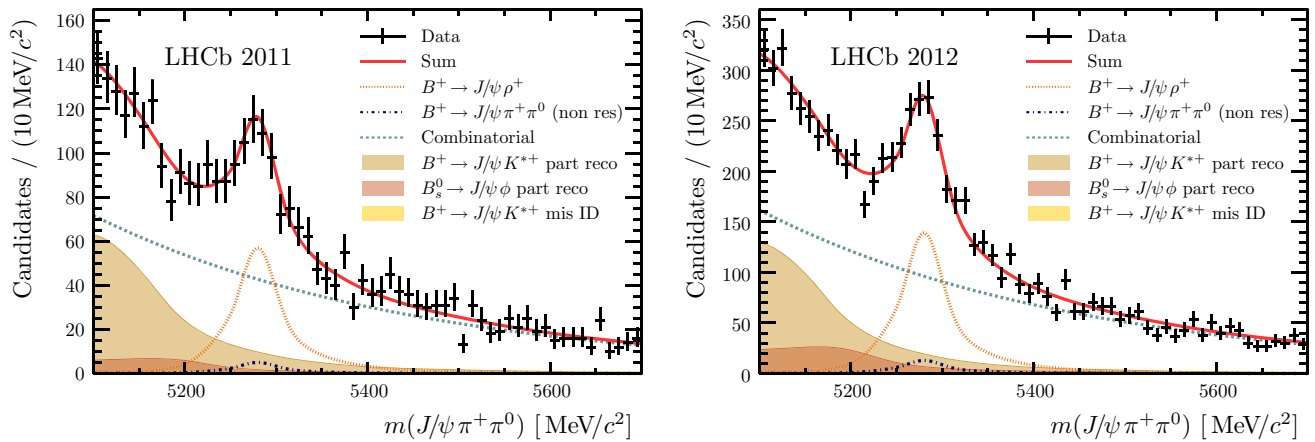 LHCb 2011
Data
Sum
B⁺ → J/ψ ρ⁺
B⁺ → J/ψ π⁺π⁰ (non res)
Combinatorial
B⁺ → J/ψ K*⁺ part reco
B⁰ₛ → J/ψ ϕ part reco
B⁺ → J/ψ K*⁺ mis ID
Candidates / (10 MeV/c²)
160
140
120
100
80
60
40
20
0
5200
5400
5600
m(J/ψ π⁺π⁰) [MeV/c²]
LHCb 2012
Data
Sum
B⁺ → J/ψ ρ⁺
B⁺ → J/ψ π⁺π⁰ (non res)
Combinatorial
B⁺ → J/ψ K*⁺ part reco
B⁰ₛ → J/ψ ϕ part reco
B⁺ → J/ψ K*⁺ mis ID
Candidates / (10 MeV/c²)
350
300
250
200
150
100
50
0
5200
5400
5600
m(J/ψ π⁺π⁰) [MeV/c²]